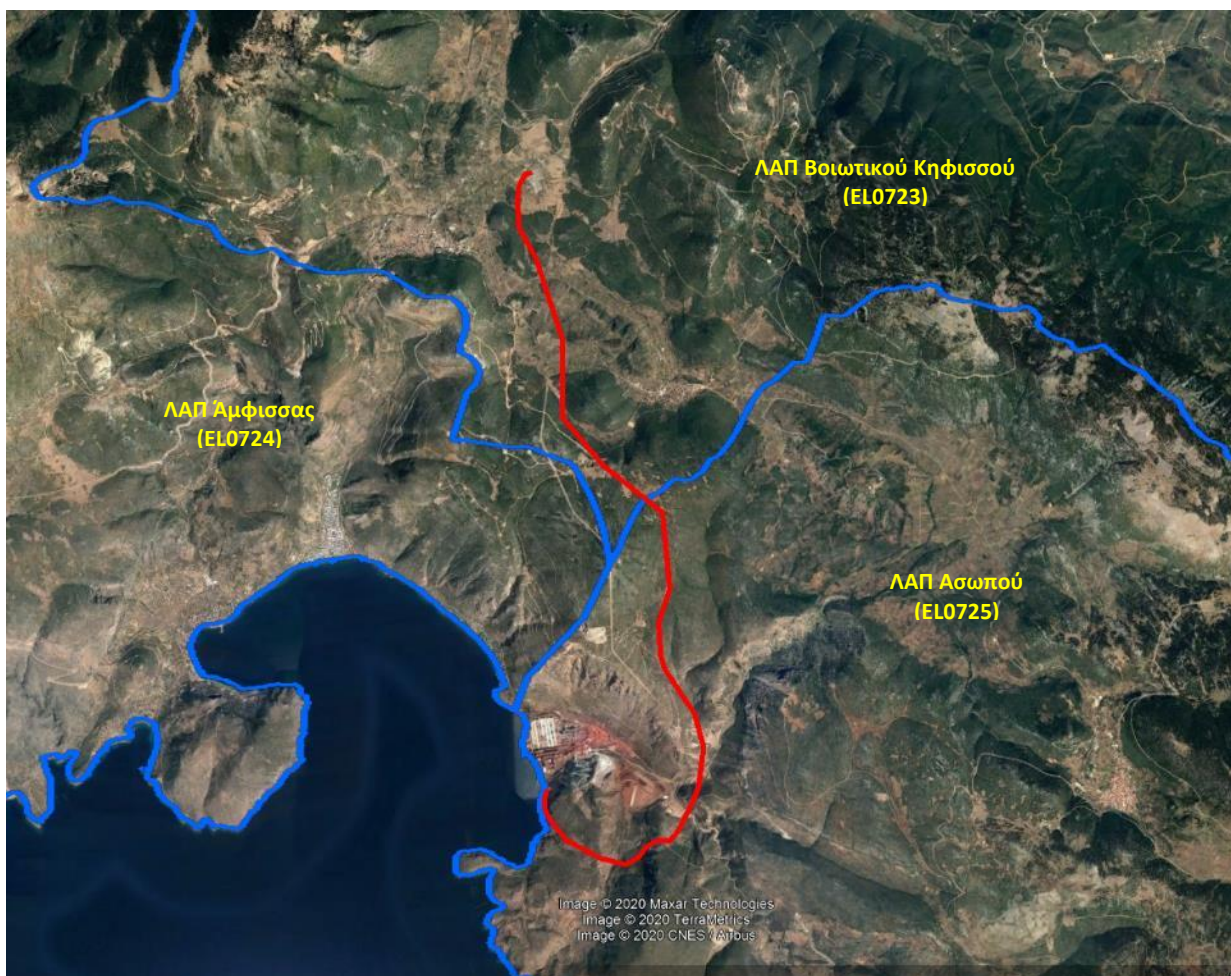 ΛΑΠ Βοιωτικού Κηφισσού
(EL0723)
ΛΑΠ Άμφισσας
(EL0724)
ΛΑΠ Ασωπού
(EL0725)
Image © 2020 Maxar Technologies
Image © 2020 TerraMetrics
Image © 2020 CNES / Airbus